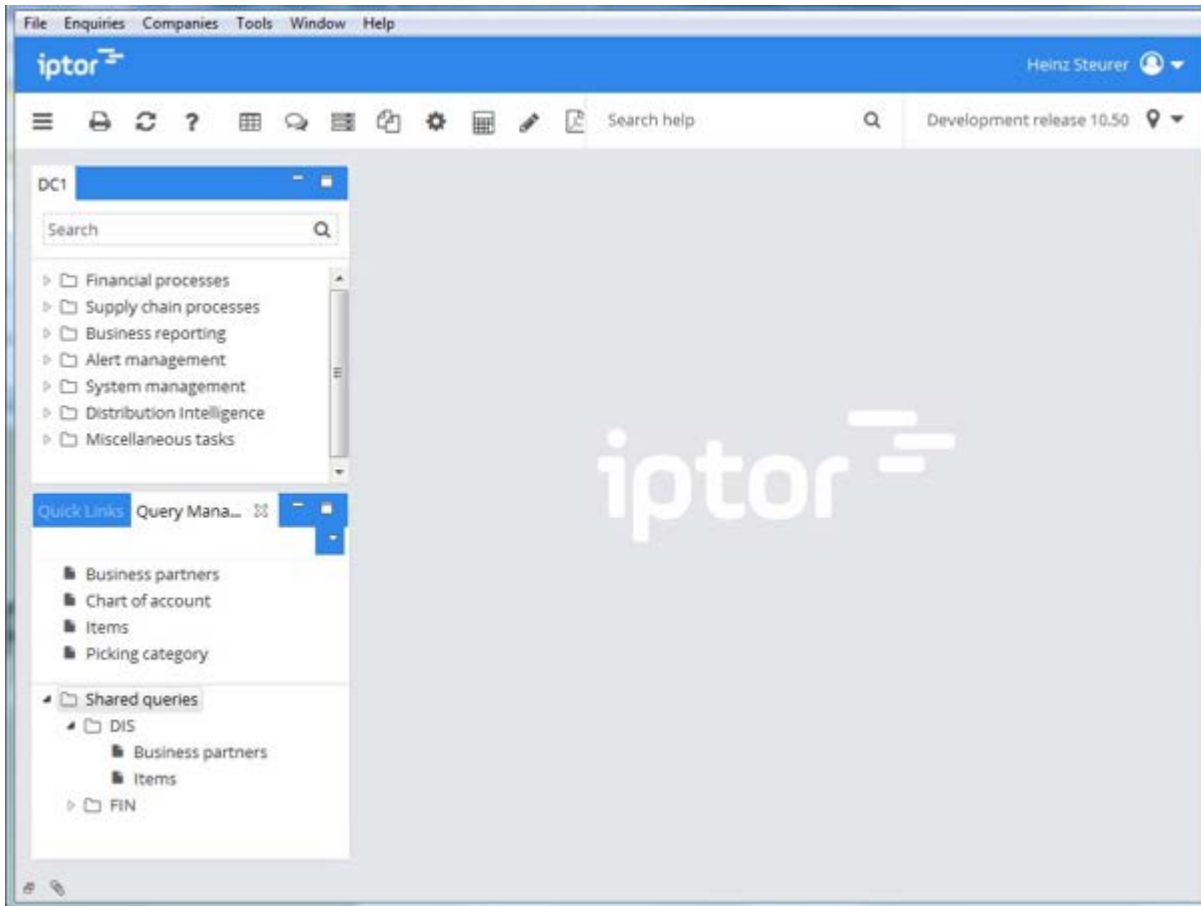 File Enquiries Companies Tools Window Help
iptor
Heinz Steurer
?
Search help
Development release 10.50
DC1
Search
Financial processes
Supply chain processes
Business reporting
Alert management
System management
Distribution Intelligence
Miscellaneous tasks
iptor
Quick Links Query Mana...
Business partners
Chart of account
Items
Picking category
Shared queries
DIS
Business partners
Items
FIN